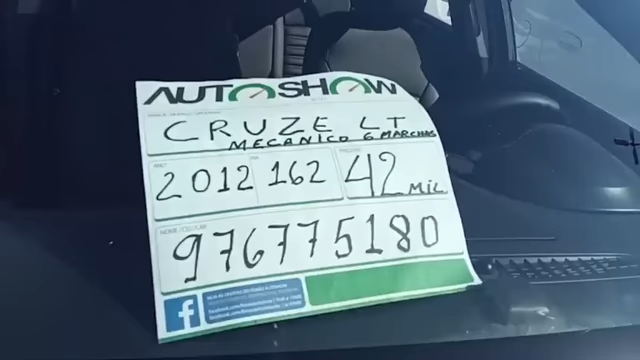 AUTOSHOW
CRUZE LT
MECANICO 6 MARCHAS
2012 162 42 MIL
976775180
f